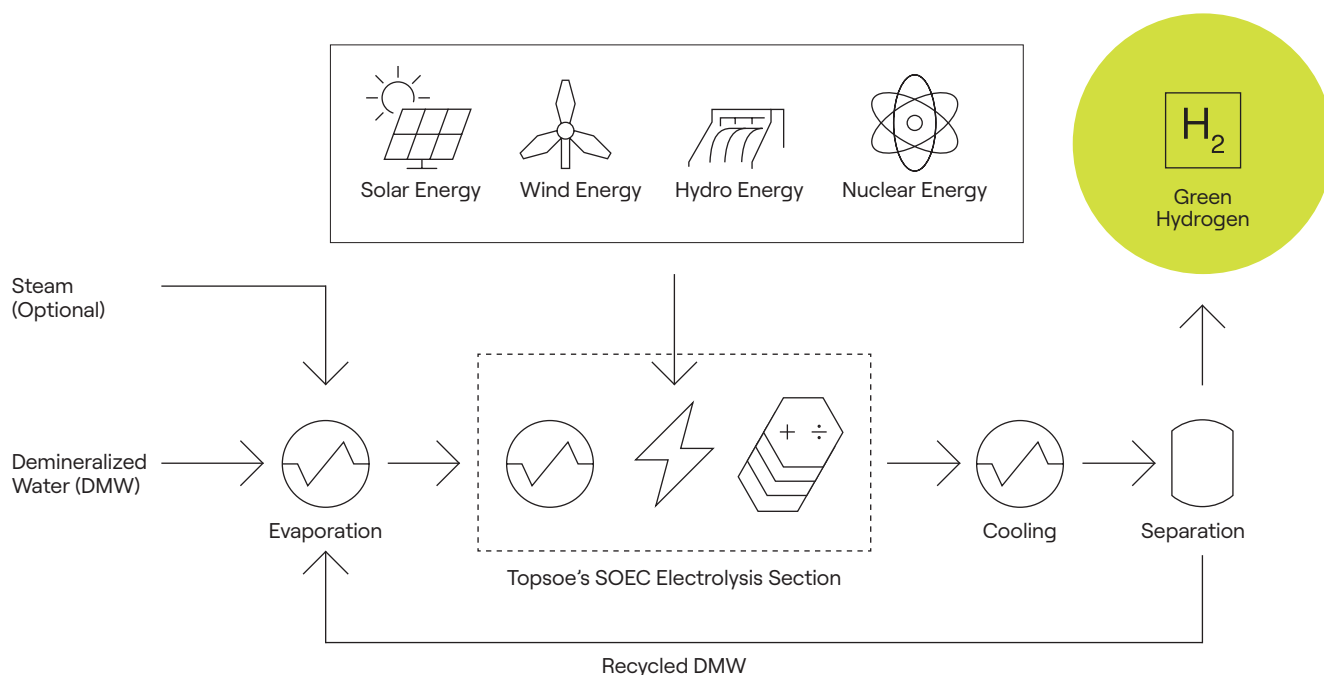 Solar Energy
Wind Energy
Hydro Energy
Nuclear Energy
H2
Green
Hydrogen
Steam
(Optional)
+ ÷
Demineralized
Water (DMW)
Evaporation
Cooling
Separation
Topsoe’s SOEC Electrolysis Section
Recycled DMW